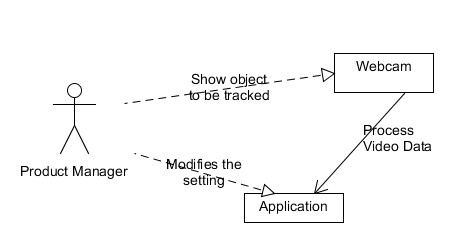 Webcam
Show object
to be tracked
Process
Video Data
Product Manager
Modifies the
setting
Application